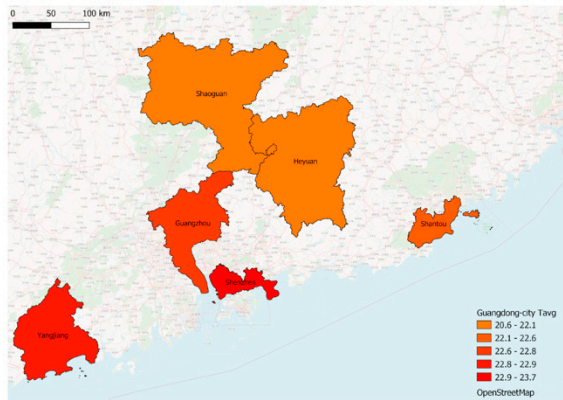 0 50 100 km
Shaoguan
Heyuan
Guangzhou
Shantou
Shenzhen
Yangjiang
Guangdong-city Tavg
20.6 - 22.1
22.1 - 22.6
22.6 - 22.8
22.8 - 22.9
22.9 - 23.7
OpenStreetMap